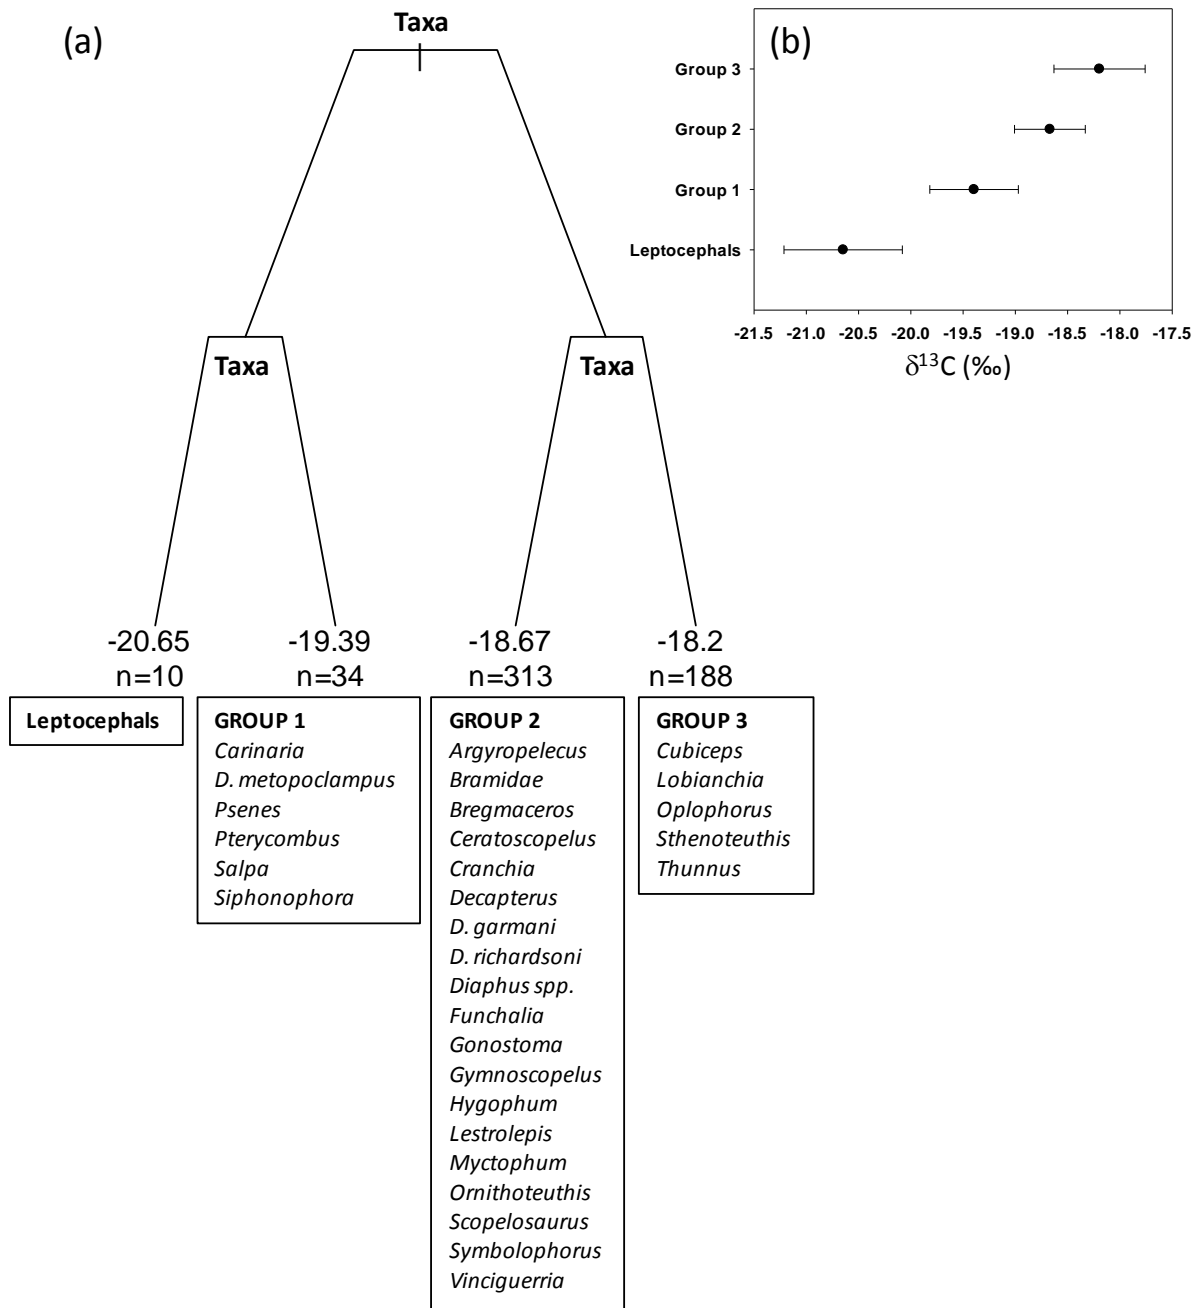 (a)
Taxa
Taxa
Taxa
-20.65
n=10
-19.39
n=34
-18.67
n=313
-18.2
n=188
Leptocephals
GROUP 1
Carinaria
D. metopoclampus
Psenes
Pterycombus
Salpa
Siphonophora
GROUP 2
Argyropelecus
Bramidae
Bregmaceros
Ceratoscopelus
Cranchia
Decapterus
D. garmani
D. richardsoni
Diaphus spp.
Funchalia
Gonostoma
Gymnoscopelus
Hygophum
Lestrolepis
Myctophum
Ornithoteuthis
Scopelosaurus
Symbolophorus
Vinciguerria
GROUP 3
Cubiceps
Lobianchia
Oplophorus
Sthenoteuthis
Thunnus
(b)
Group 3
Group 2
Group 1
Leptocephals
-21.5 -21.0 -20.5 -20.0 -19.5 -19.0 -18.5 -18.0 -17.5
δ13C (‰)